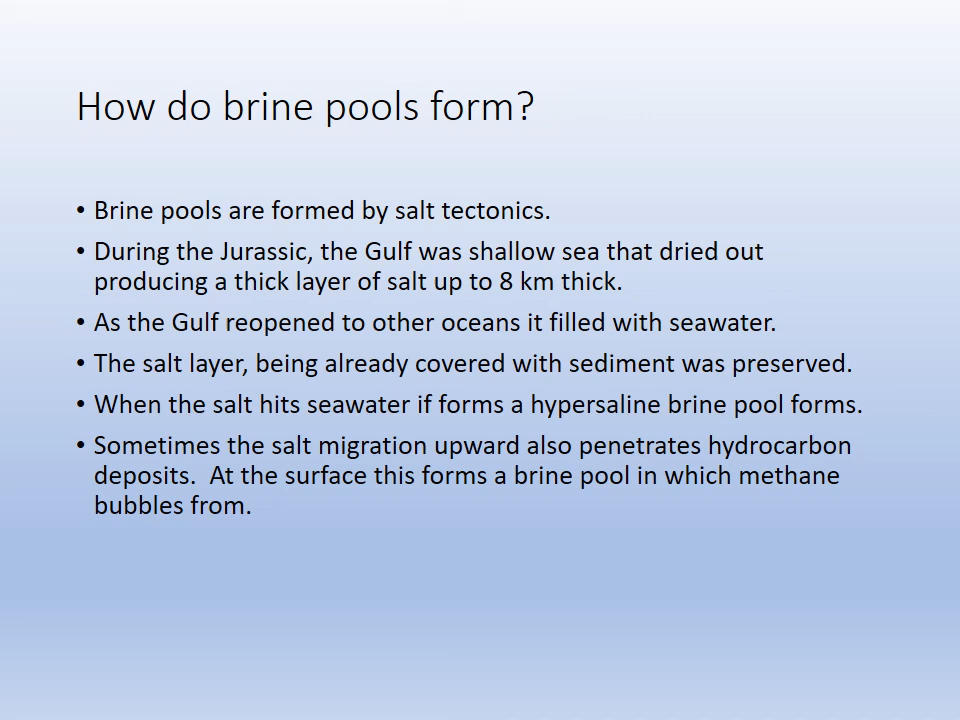 How do brine pools form?
• Brine pools are formed by salt tectonics.
• During the Jurassic, the Gulf was shallow sea that dried out
producing a thick layer of salt up to 8 km thick.
• As the Gulf reopened to other oceans it filled with seawater.
• The salt layer, being already covered with sediment was preserved.
• When the salt hits seawater if forms a hypersaline brine pool forms.
• Sometimes the salt migration upward also penetrates hydrocarbon
deposits.  At the surface this forms a brine pool in which methane
bubbles from.